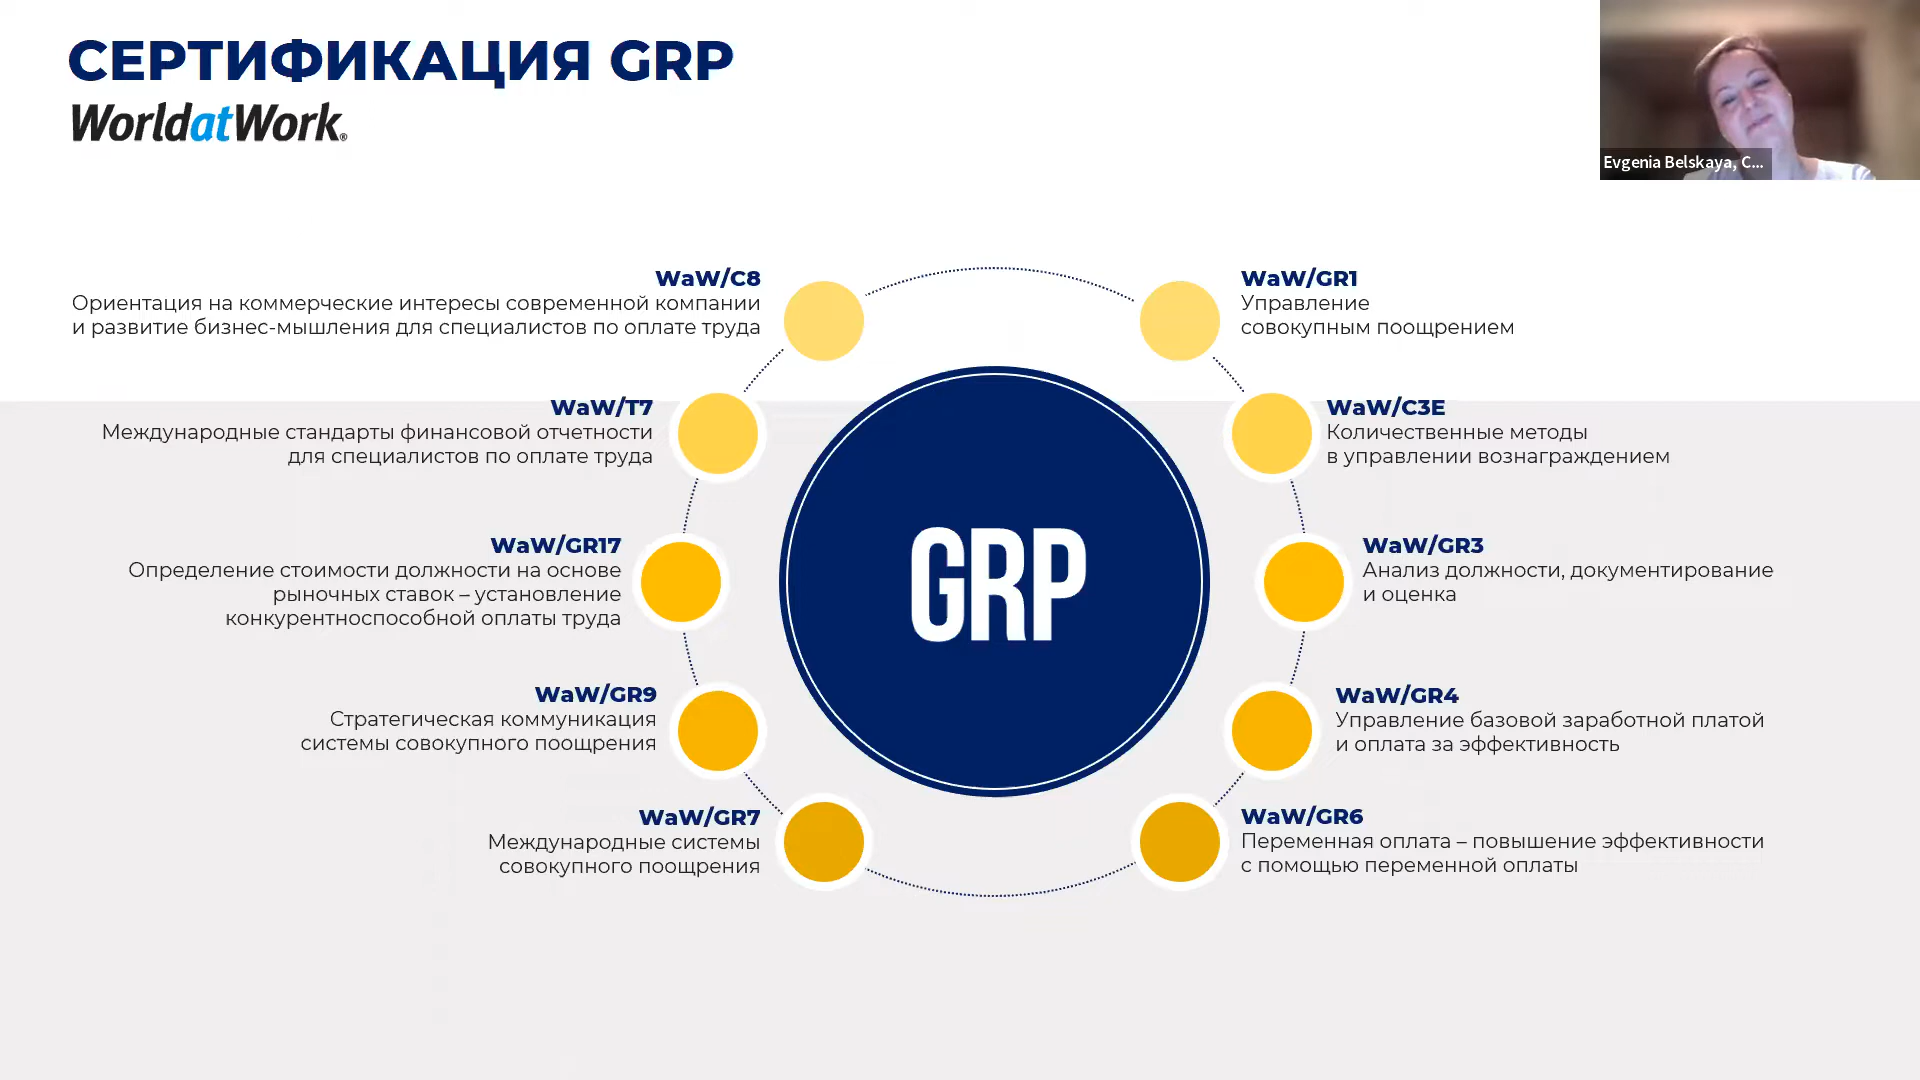 СЕРТИФИКАЦИЯ GRP
WorldatWork®
Evgenia Belskaya, C...
WaW/C8
Ориентация на коммерческие интересы современной компании
и развитие бизнес-мышления для специалистов по оплате труда
WaW/T7
Международные стандарты финансовой отчетности
для специалистов по оплате труда
WaW/GR17
Определение стоимости должности на основе
рыночных ставок – установление
конкурентноспособной оплаты труда
WaW/GR9
Стратегическая коммуникация
системы совокупного поощрения
WaW/GR7
Международные системы
совокупного поощрения
GRP
WaW/GR1
Управление
совокупным поощрением
WaW/C3E
Количественные методы
в управлении вознаграждением
WaW/GR3
Анализ должности, документирование
и оценка
WaW/GR4
Управление базовой заработной платой
и оплата за эффективность
WaW/GR6
Переменная оплата – повышение эффективности
с помощью переменной оплаты